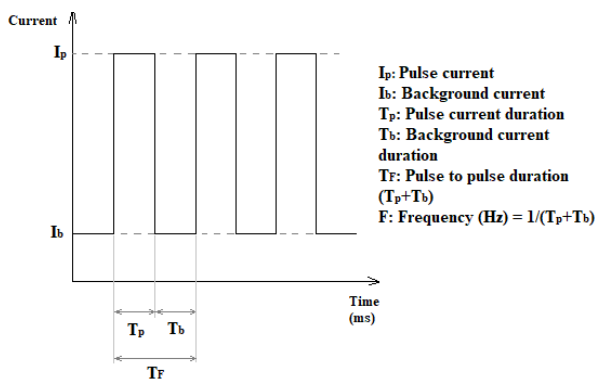 Current
Ip
Ib
Ip: Pulse current
Ib: Background current
Tp: Pulse current duration
Tb: Background current
duration
TF: Pulse to pulse duration
(Tp+Tb)
F: Frequency (Hz) = 1/(Tp+Tb)
Time
(ms)
Tp
Tb
TF